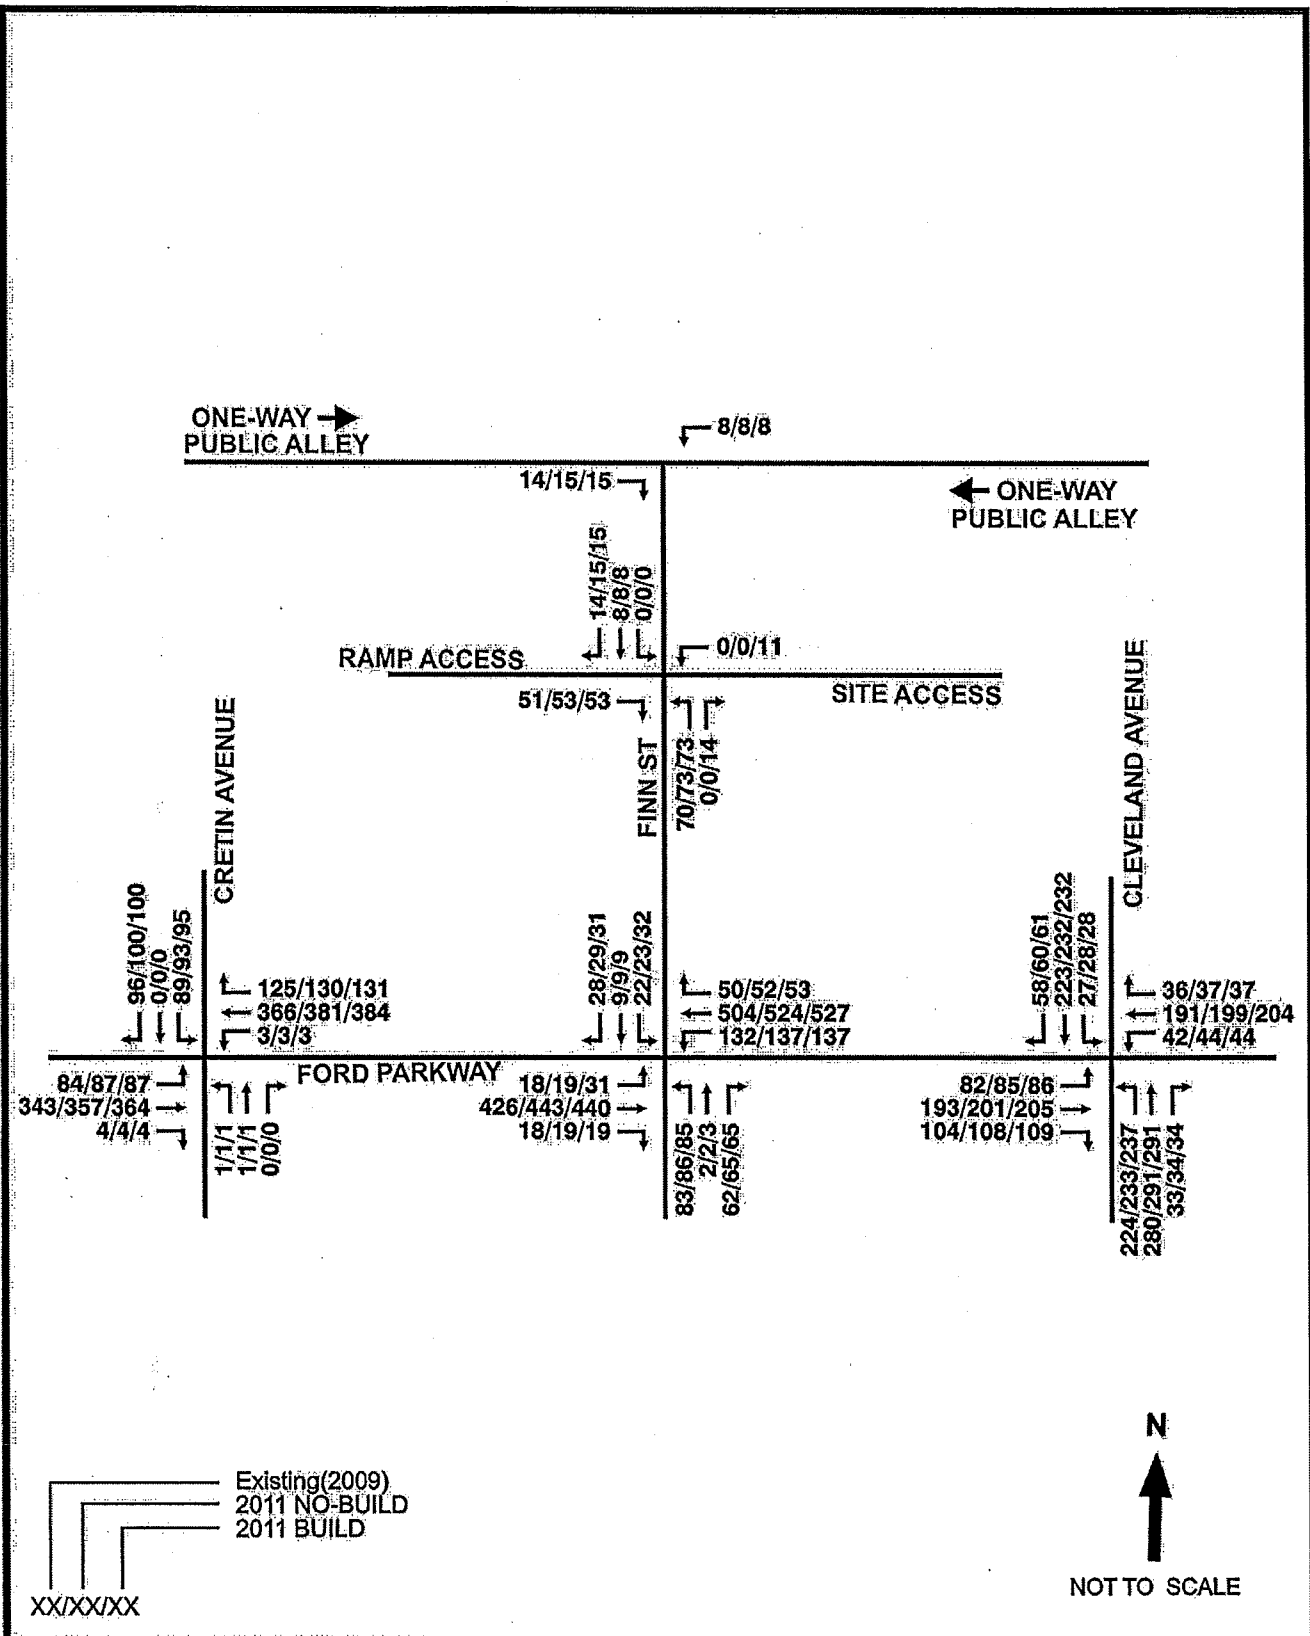 ONE-WAY
PUBLIC ALLEY
8/8/8
14/15/15
ONE-WAY
PUBLIC ALLEY
14/15/15
8/8/8
0/0/0
RAMP ACCESS
0/0/11
51/53/53
SITE ACCESS
70/73/73
0/0/14
CRETIN AVENUE
FINN ST
CLEVELAND AVENUE
96/100/100
0/0/0
89/93/95
125/130/131
366/381/384
3/3/3
28/29/31
9/9/9
22/23/32
50/52/53
504/524/527
132/137/137
58/60/61
223/232/232
27/28/28
36/37/37
191/199/204
42/44/44
FORD PARKWAY
84/87/87
343/357/364
4/4/4
1/1/1
1/1/1
0/0/0
18/19/31
426/443/440
18/19/19
83/86/85
2/2/3
62/65/65
82/85/86
193/201/205
104/108/109
224/233/237
280/291/291
33/34/34
Existing(2009)
2011 NO-BUILD
2011 BUILD
XX/XX/XX
N
NOT TO SCALE